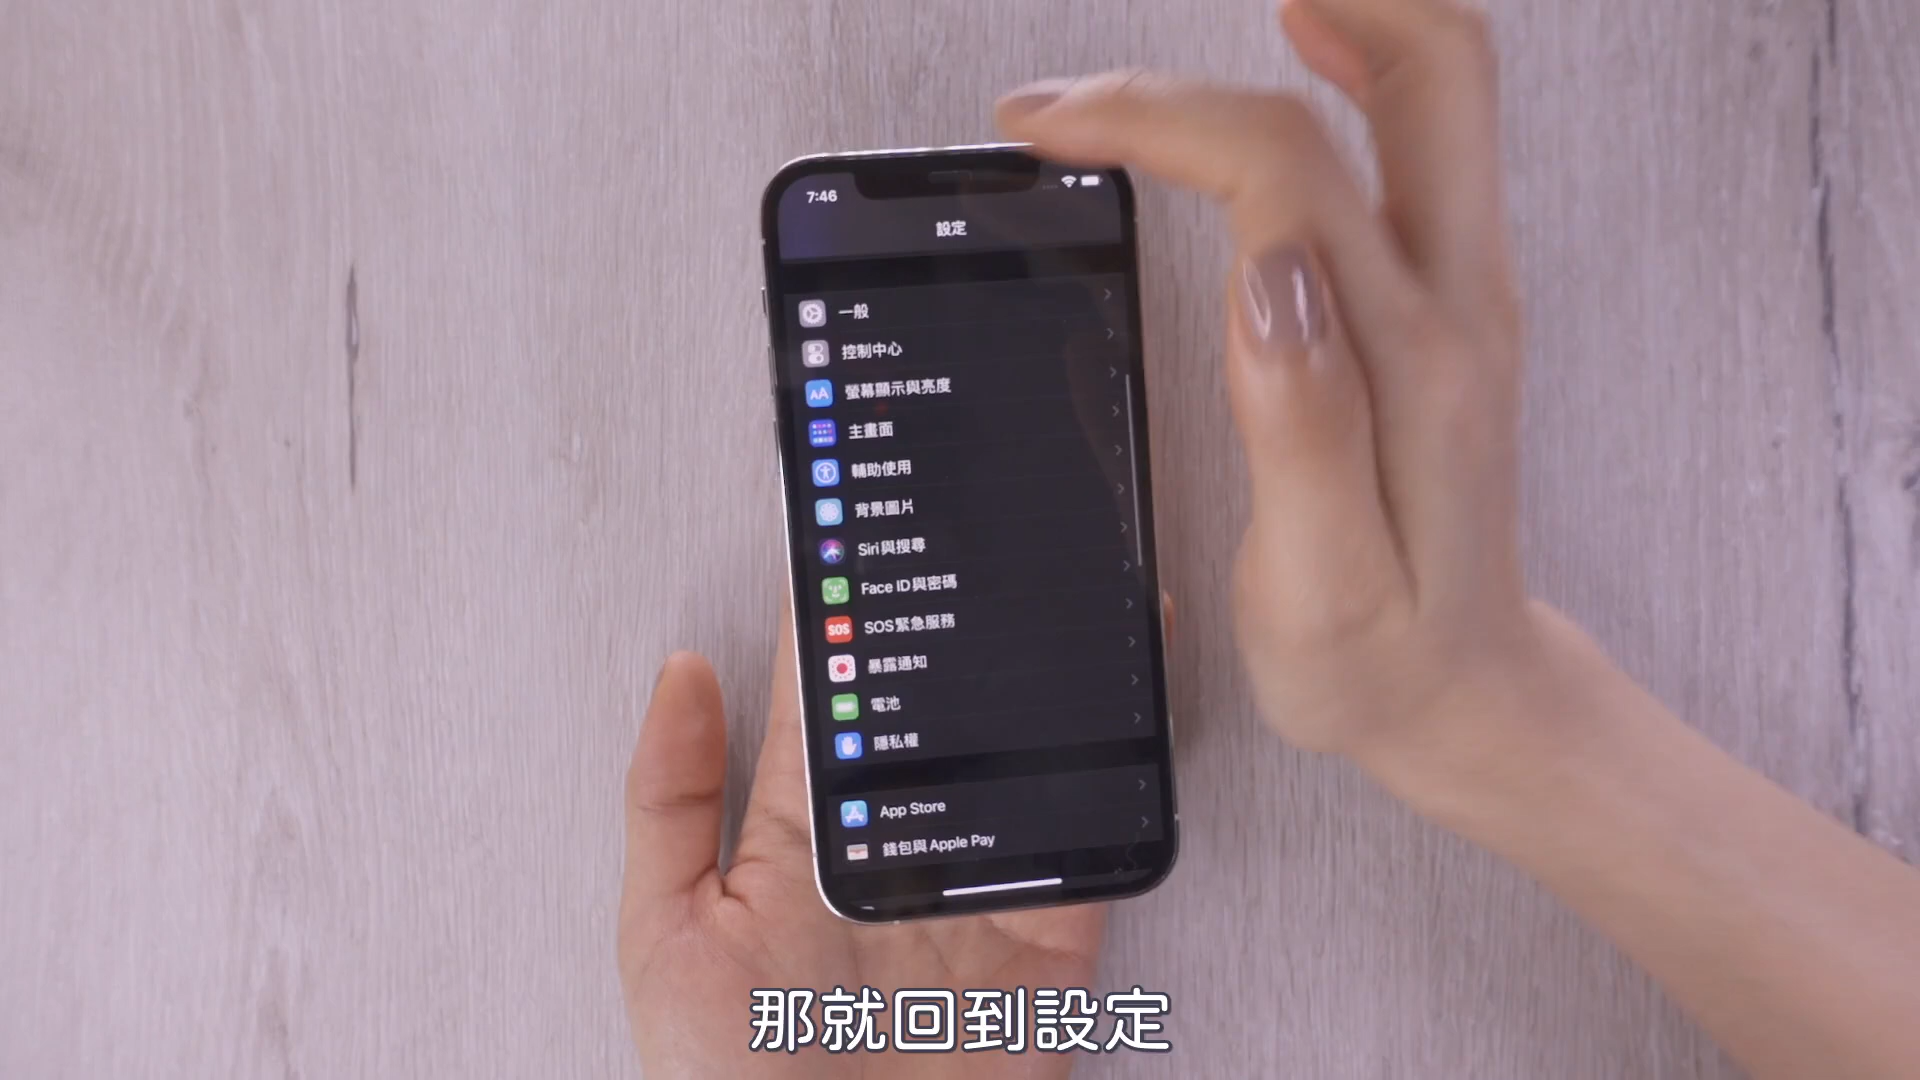 7:46
設定
一般
控制中心
AA 螢幕顯示與亮度
主畫面
輔助使用
背景圖片
Siri與搜尋
Face ID與密碼
SOS SOS緊急服務
暴露通知
電池
隱私權
App Store
錢包與Apple Pay
那就回到設定